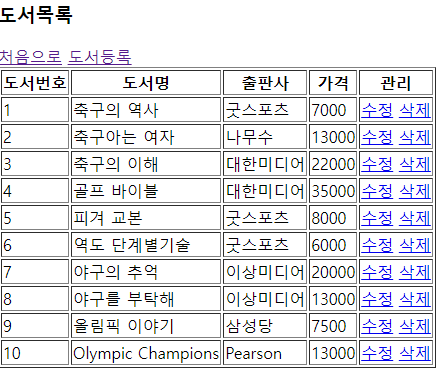 도서목록
처음으로 도서등록
도서번호 도서명 출판사 가격 관리
1 축구의 역사 굿스포츠 7000 수정 삭제
2 축구아는 여자 나무수 13000 수정 삭제
3 축구의 이해 대한미디어 22000 수정 삭제
4 골프 바이블 대한미디어 35000 수정 삭제
5 피겨 교본 굿스포츠 8000 수정 삭제
6 역도 단계별기술 굿스포츠 6000 수정 삭제
7 야구의 추억 이상미디어 20000 수정 삭제
8 야구를 부탁해 이상미디어 13000 수정 삭제
9 올림픽 이야기 삼성당 7500 수정 삭제
10 Olympic Champions Pearson 13000 수정 삭제